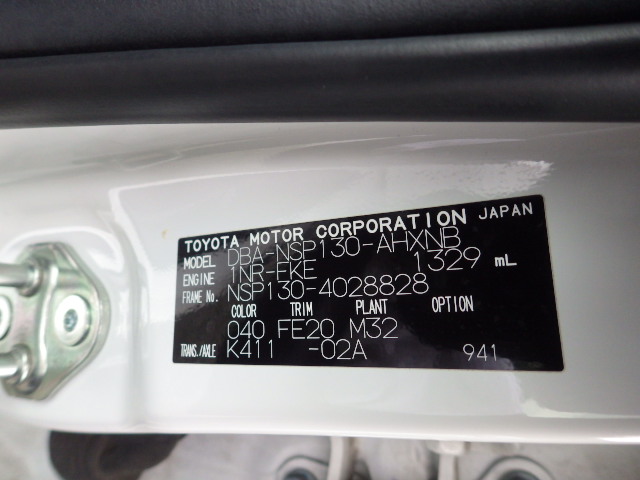 TOYOTA MOTOR CORPORATION JAPAN
MODEL DBA-NSP130-AHXNB
ENGINE 1NR-FKE 1329 mL
FRAME No. NSP130-4028828
COLOR TRIM PLANT OPTION
040 FE20 M32
TRANS./AXLE K411 -02A 941